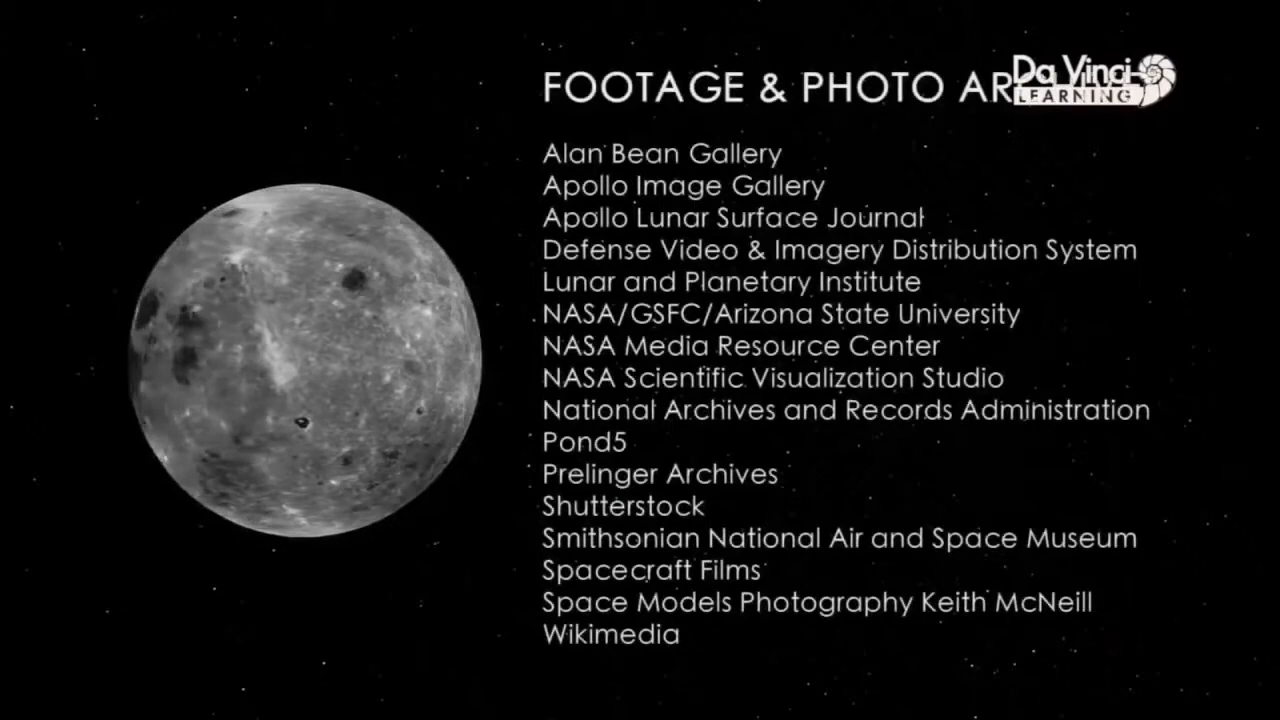 FOOTAGE & PHOTO
Da Vinci
LEARNING
Alan Bean Gallery
Apollo Image Gallery
Apollo Lunar Surface Journal
Defense Video & Imagery Distribution System
Lunar and Planetary Institute
NASA/GSFC/Arizona State University
NASA Media Resource Center
NASA Scientific Visualization Studio
National Archives and Records Administration
Pond5
Prelinger Archives
Shutterstock
Smithsonian National Air and Space Museum
Spacecraft Films
Space Models Photography Keith McNeill
Wikimedia